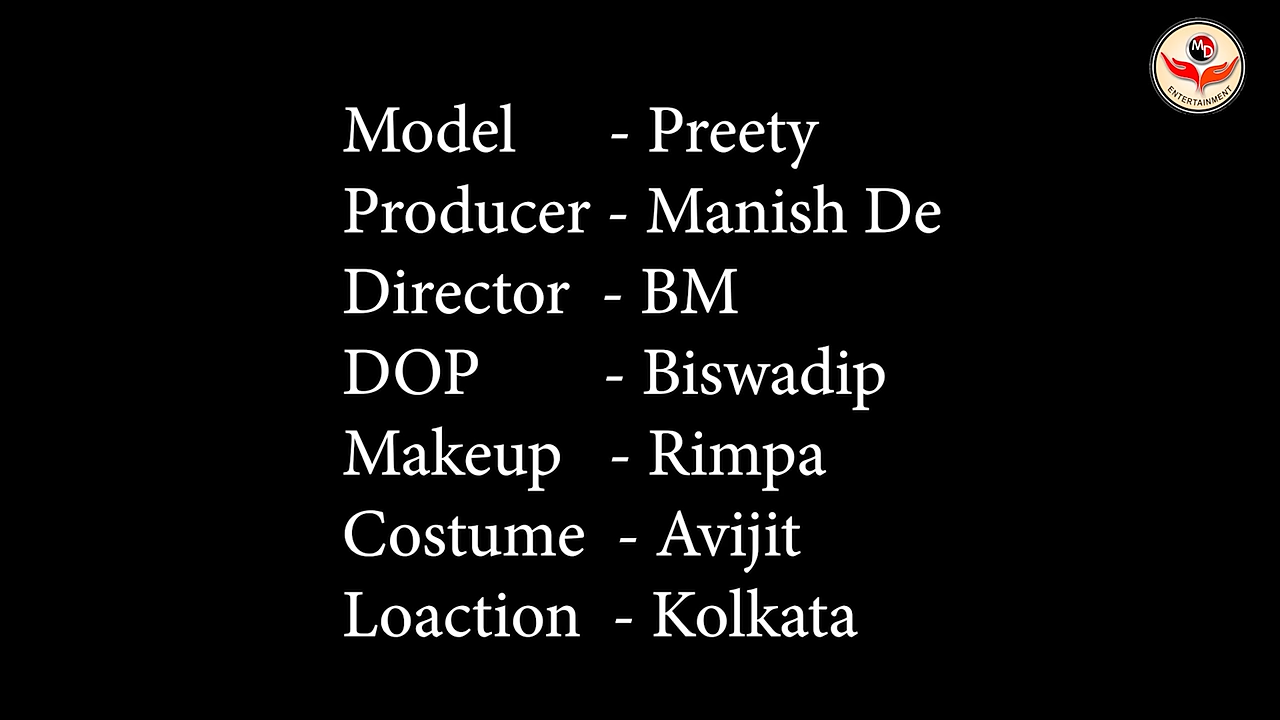 MD
ENTERTAINMENT
Model - Preety
Producer - Manish De
Director - BM
DOP - Biswadip
Makeup - Rimpa
Costume - Avijit
Loaction - Kolkata